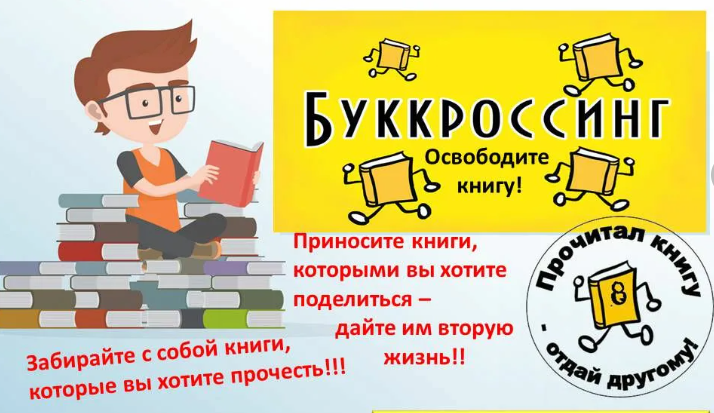 Буккроссинг
Освободите
книгу!
Приносите книги,
которыми вы хотите
поделиться –
дайте им вторую
жизнь!!
Забирайте с собой книги,
которые вы хотите прочесть!!!
Прочитал книгу
- отдай другому!
8